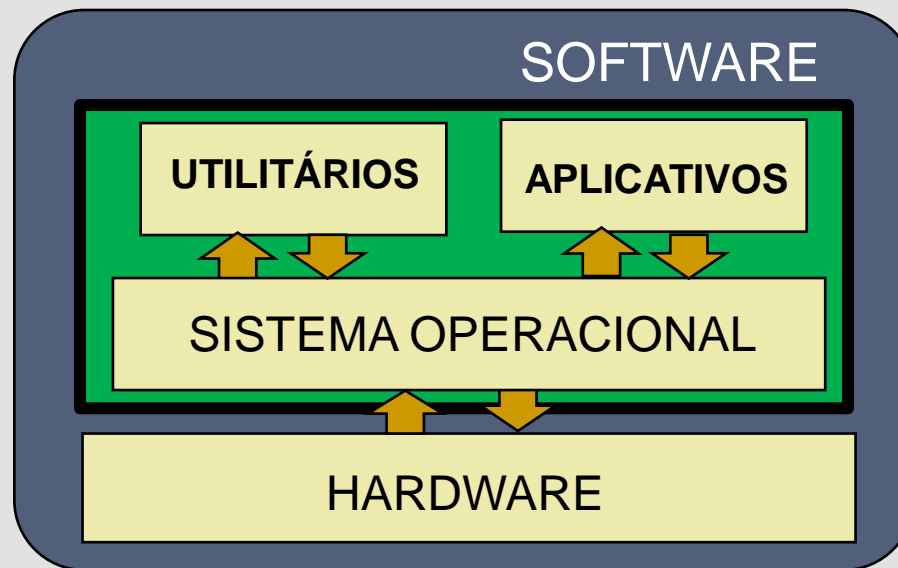 SOFTWARE
UTILITÁRIOS
APLICATIVOS
SISTEMA OPERACIONAL
HARDWARE